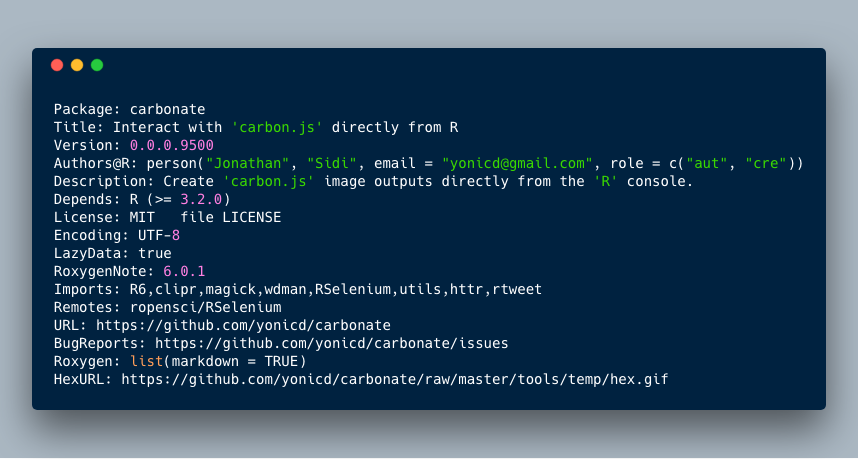 Package: carbonate
Title: Interact with 'carbon.js' directly from R
Version: 0.0.0.9500
Authors@R: person("Jonathan", "Sidi", email = "yonicd@gmail.com", role = c("aut", "cre"))
Description: Create 'carbon.js' image outputs directly from the 'R' console.
Depends: R (>= 3.2.0)
License: MIT   file LICENSE
Encoding: UTF-8
LazyData: true
RoxygenNote: 6.0.1
Imports: R6,clipr,magick,wdman,RSelenium,utils,httr,rtweet
Remotes: ropensci/RSelenium
URL: https://github.com/yonicd/carbonate
BugReports: https://github.com/yonicd/carbonate/issues
Roxygen: list(markdown = TRUE)
HexURL: https://github.com/yonicd/carbonate/raw/master/tools/temp/hex.gif